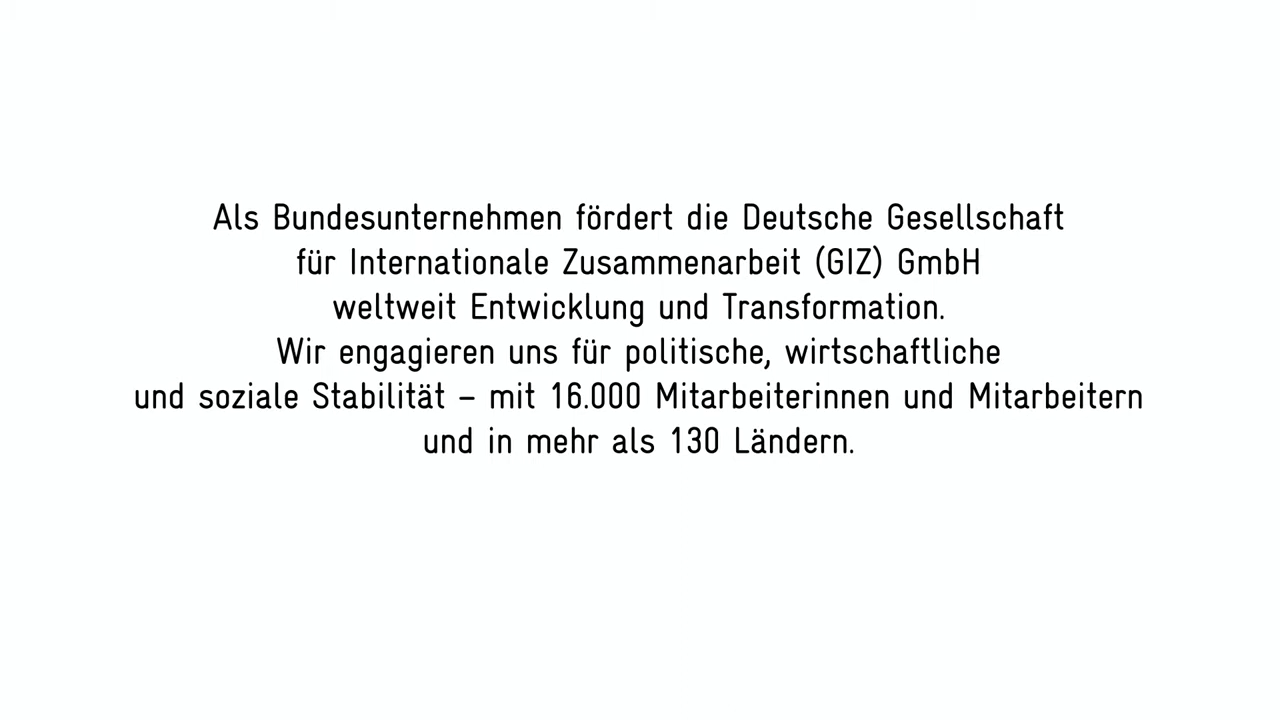 Als Bundesunternehmen fördert die Deutsche Gesellschaft
für Internationale Zusammenarbeit (GIZ) GmbH
weltweit Entwicklung und Transformation.
Wir engagieren uns für politische, wirtschaftliche
und soziale Stabilität – mit 16.000 Mitarbeiterinnen und Mitarbeitern
und in mehr als 130 Ländern.